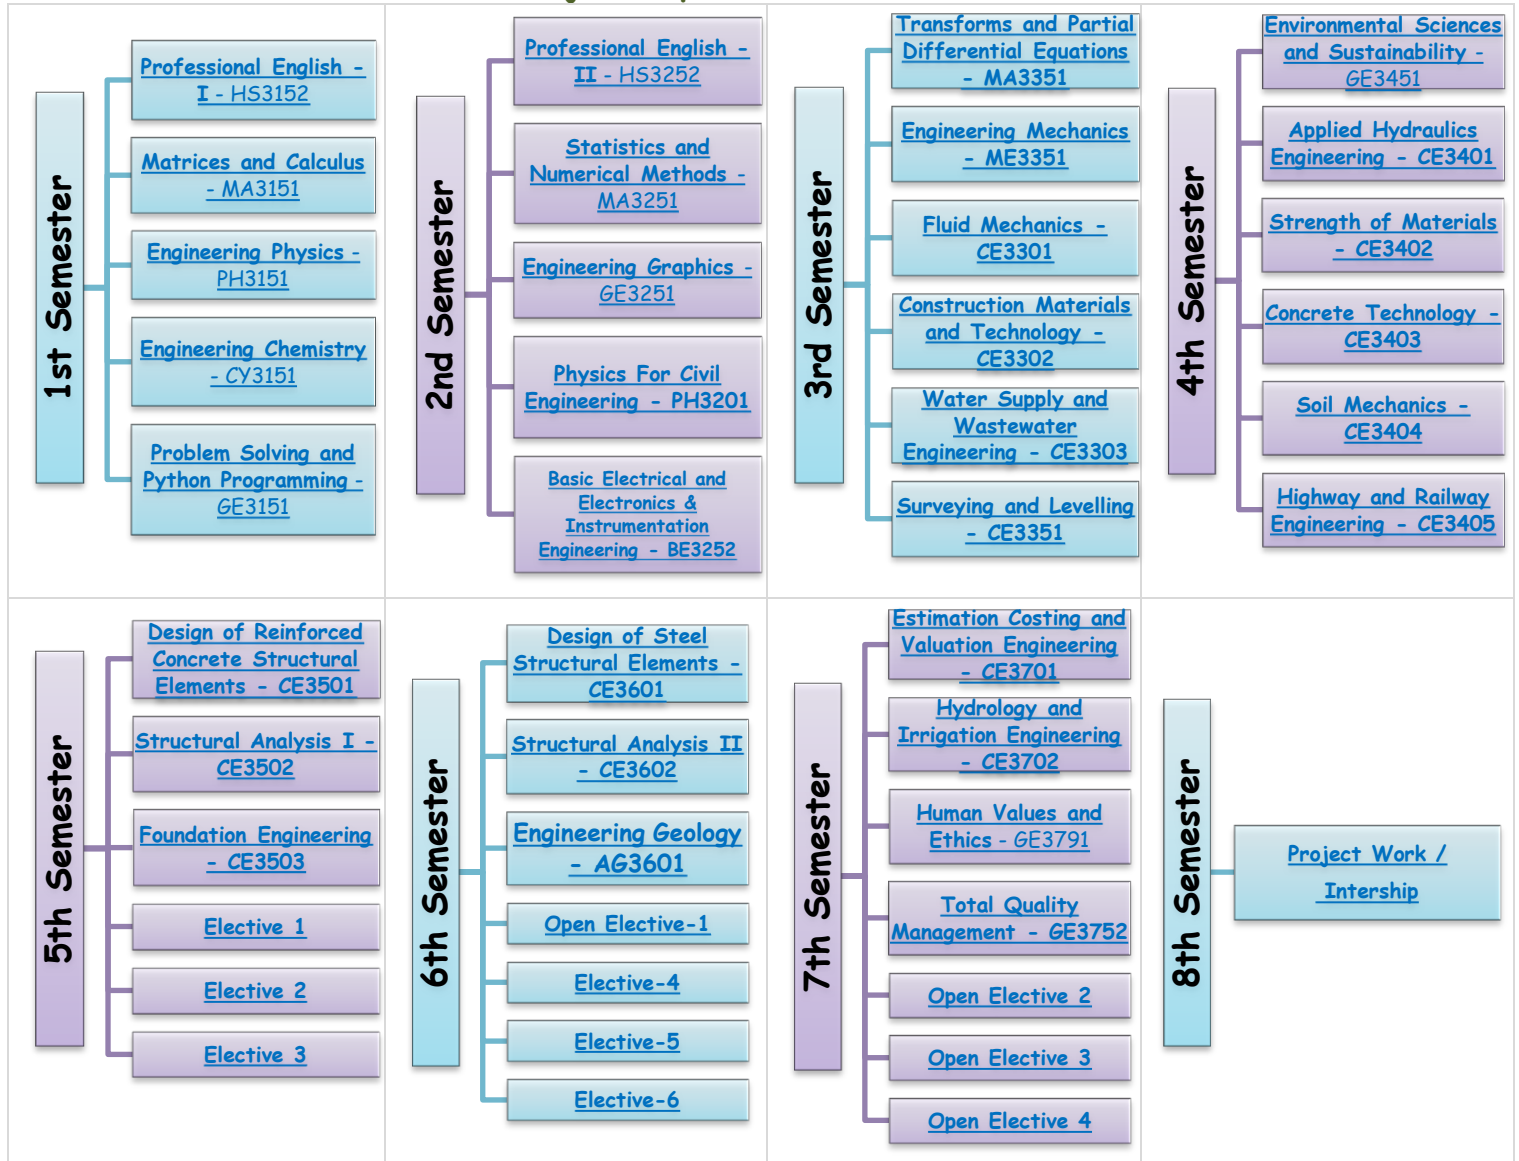 1st Semester
Professional English -
I - HS3152
Matrices and Calculus
- MA3151
Engineering Physics -
PH3151
Engineering Chemistry
- CY3151
Problem Solving and
Python Programming -
GE3151
2nd Semester
Professional English -
II - HS3252
Statistics and
Numerical Methods -
MA3251
Engineering Graphics -
GE3251
Physics For Civil
Engineering - PH3201
Basic Electrical and
Electronics &
Instrumentation
Engineering - BE3252
3rd Semester
Transforms and Partial
Differential Equations
- MA3351
Engineering Mechanics
- ME3351
Fluid Mechanics -
CE3301
Construction Materials
and Technology -
CE3302
Water Supply and
Wastewater
Engineering - CE3303
Surveying and Levelling
- CE3351
4th Semester
Environmental Sciences
and Sustainability -
GE3451
Applied Hydraulics
Engineering - CE3401
Strength of Materials
- CE3402
Concrete Technology -
CE3403
Soil Mechanics -
CE3404
Highway and Railway
Engineering - CE3405
5th Semester
Design of Reinforced
Concrete Structural
Elements - CE3501
Structural Analysis I -
CE3502
Foundation Engineering
- CE3503
Elective 1
Elective 2
Elective 3
6th Semester
Design of Steel
Structural Elements -
CE3601
Structural Analysis II
- CE3602
Engineering Geology
- AG3601
Open Elective-1
Elective-4
Elective-5
Elective-6
7th Semester
Estimation Costing and
Valuation Engineering
- CE3701
Hydrology and
Irrigation Engineering
- CE3702
Human Values and
Ethics - GE3791
Total Quality
Management - GE3752
Open Elective 2
Open Elective 3
Open Elective 4
8th Semester
Project Work /
Intership